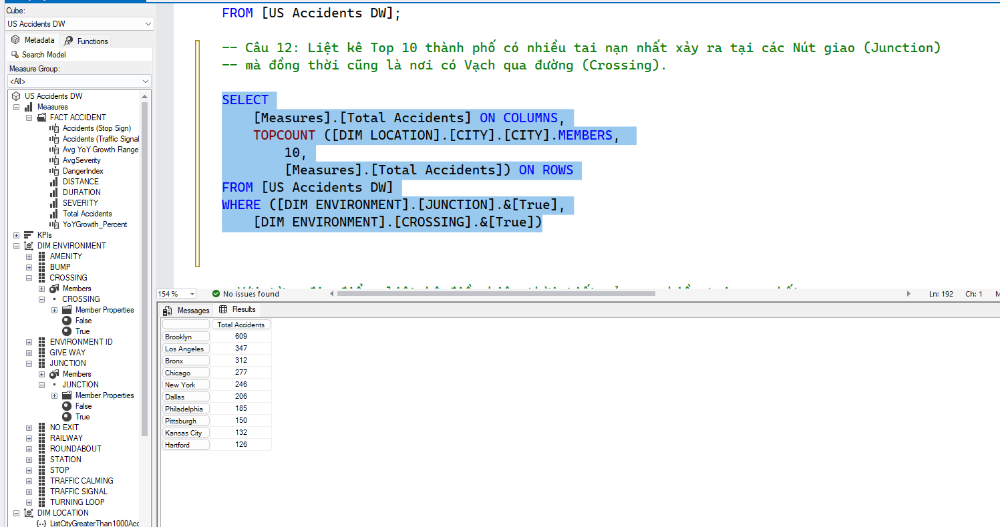 Cube:
US Accidents DW
Metadata
Functions
Search Model
Measure Group:
<All>
US Accidents DW
Measures
FACT ACCIDENT
Accidents (Stop Sign)
Accidents (Traffic Signal
Avg YoY Growth Range
AvgSeverity
DangerIndex
DISTANCE
DURATION
SEVERITY
Total Accidents
YoYGrowth_Percent
KPIs
DIM ENVIRONMENT
AMENITY
BUMP
CROSSING
Members
CROSSING
Member Properties
False
True
ENVIRONMENT ID
GIVE WAY
JUNCTION
Members
JUNCTION
Member Properties
False
True
NO EXIT
RAILWAY
ROUNDABOUT
STATION
STOP
TRAFFIC CALMING
TRAFFIC SIGNAL
TURNING LOOP
DIM LOCATION
ListCityGreaterThan1000Acc
FROM [US Accidents DW];
-- Câu 12: Liệt kê Top 10 thành phố có nhiều tai nạn nhất xảy ra tại các Nút giao (Junction)
-- mà đồng thời cũng là nơi có Vạch qua đường (Crossing).
SELECT
[Measures].[Total Accidents] ON COLUMNS,
TOPCOUNT ([DIM LOCATION].[CITY].[CITY].MEMBERS,
10,
[Measures].[Total Accidents]) ON ROWS
FROM [US Accidents DW]
WHERE ([DIM ENVIRONMENT].[JUNCTION].&[True],
[DIM ENVIRONMENT].[CROSSING].&[True])
154 %
No issues found
Ln: 192
Ch: 1
M
Messages
Results
Total Accidents
Brooklyn 609
Los Angeles 347
Bronx 312
Chicago 277
New York 246
Dallas 206
Philadelphia 185
Pittsburgh 150
Kansas City 132
Hartford 126